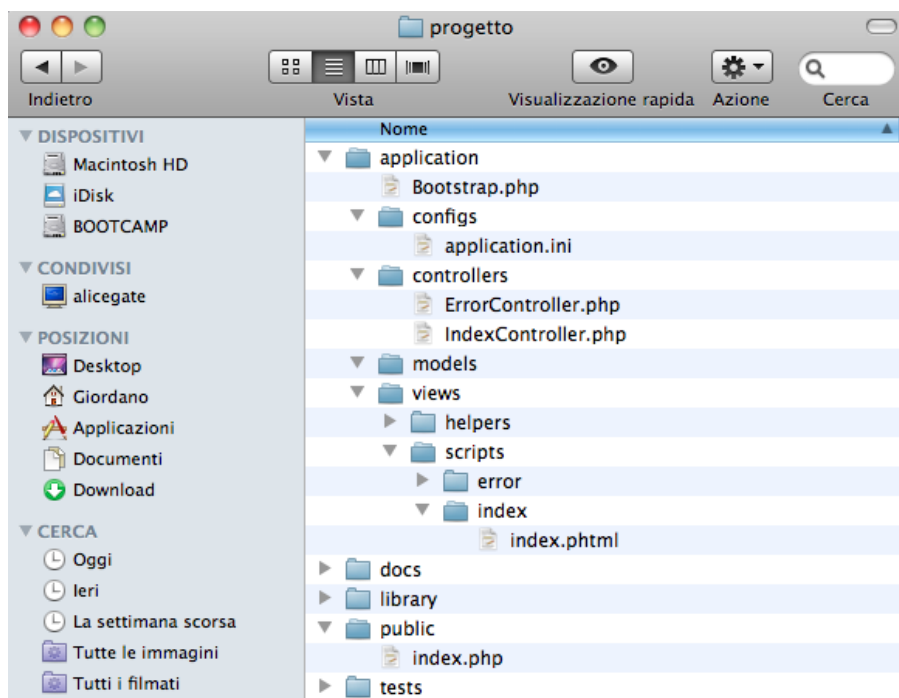 progetto
Indietro
Vista
Visualizzazione rapida
Azione
Cerca
DISPOSITIVI
Macintosh HD
iDisk
BOOTCAMP
CONDIVISI
alicegate
POSIZIONI
Desktop
Giordano
Applicazioni
Documenti
Download
CERCA
Oggi
Ieri
La settimana scorsa
Tutte le immagini
Tutti i filmati
Nome
application
Bootstrap.php
configs
application.ini
controllers
ErrorController.php
IndexController.php
models
views
helpers
scripts
error
index
index.phtml
docs
library
public
index.php
tests